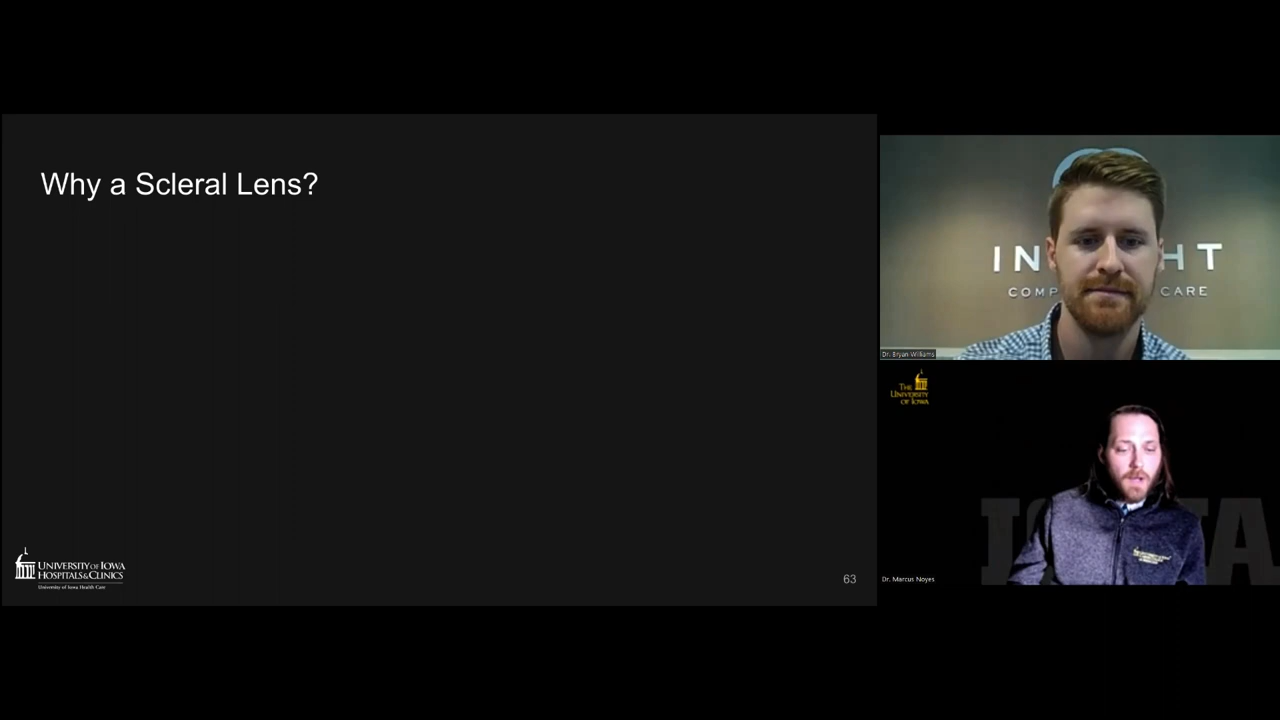 Why a Scleral Lens?
UNIVERSITY OF IOWA
HOSPITALS & CLINICS
University of Iowa Health Care
63
IN HT
COMP CARE
Dr. Bryan Williams
THE
UNIVERSITY
OF IOWA
Dr. Marcus Noyes